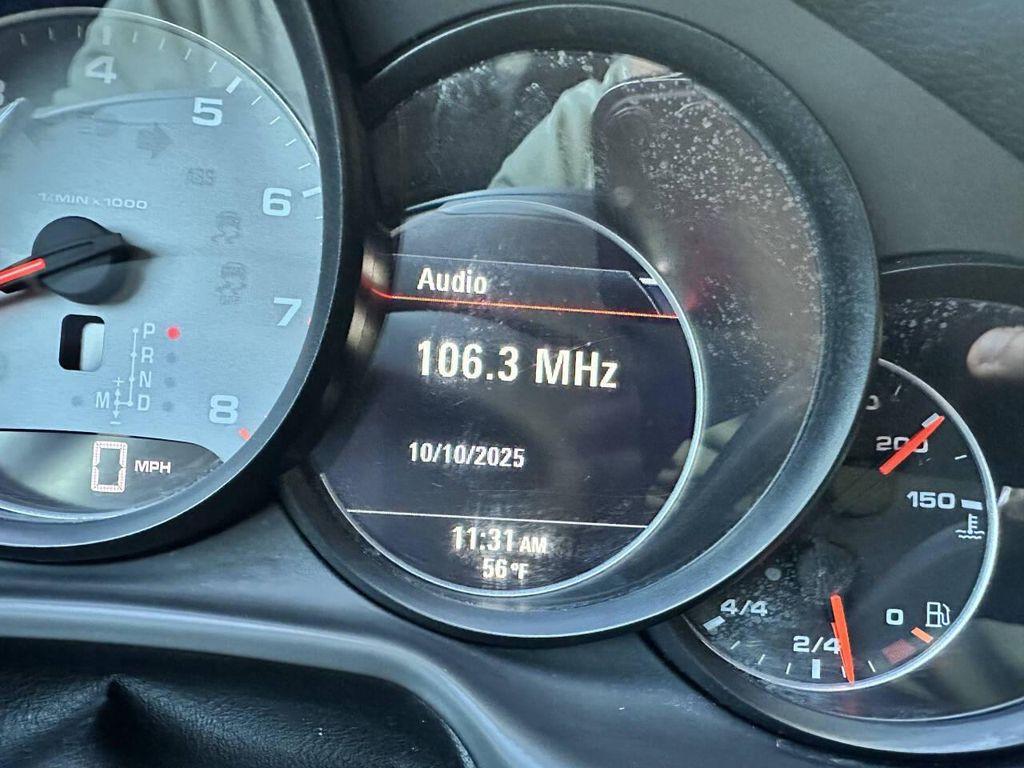 4
5
6
7
8
1/MIN x 1000
ABS
P
R
N
M D
+
-
0 MPH
Audio
106.3 MHz
10/10/2025
11:31 AM
56 °F
200
150
4/4
2/4
0